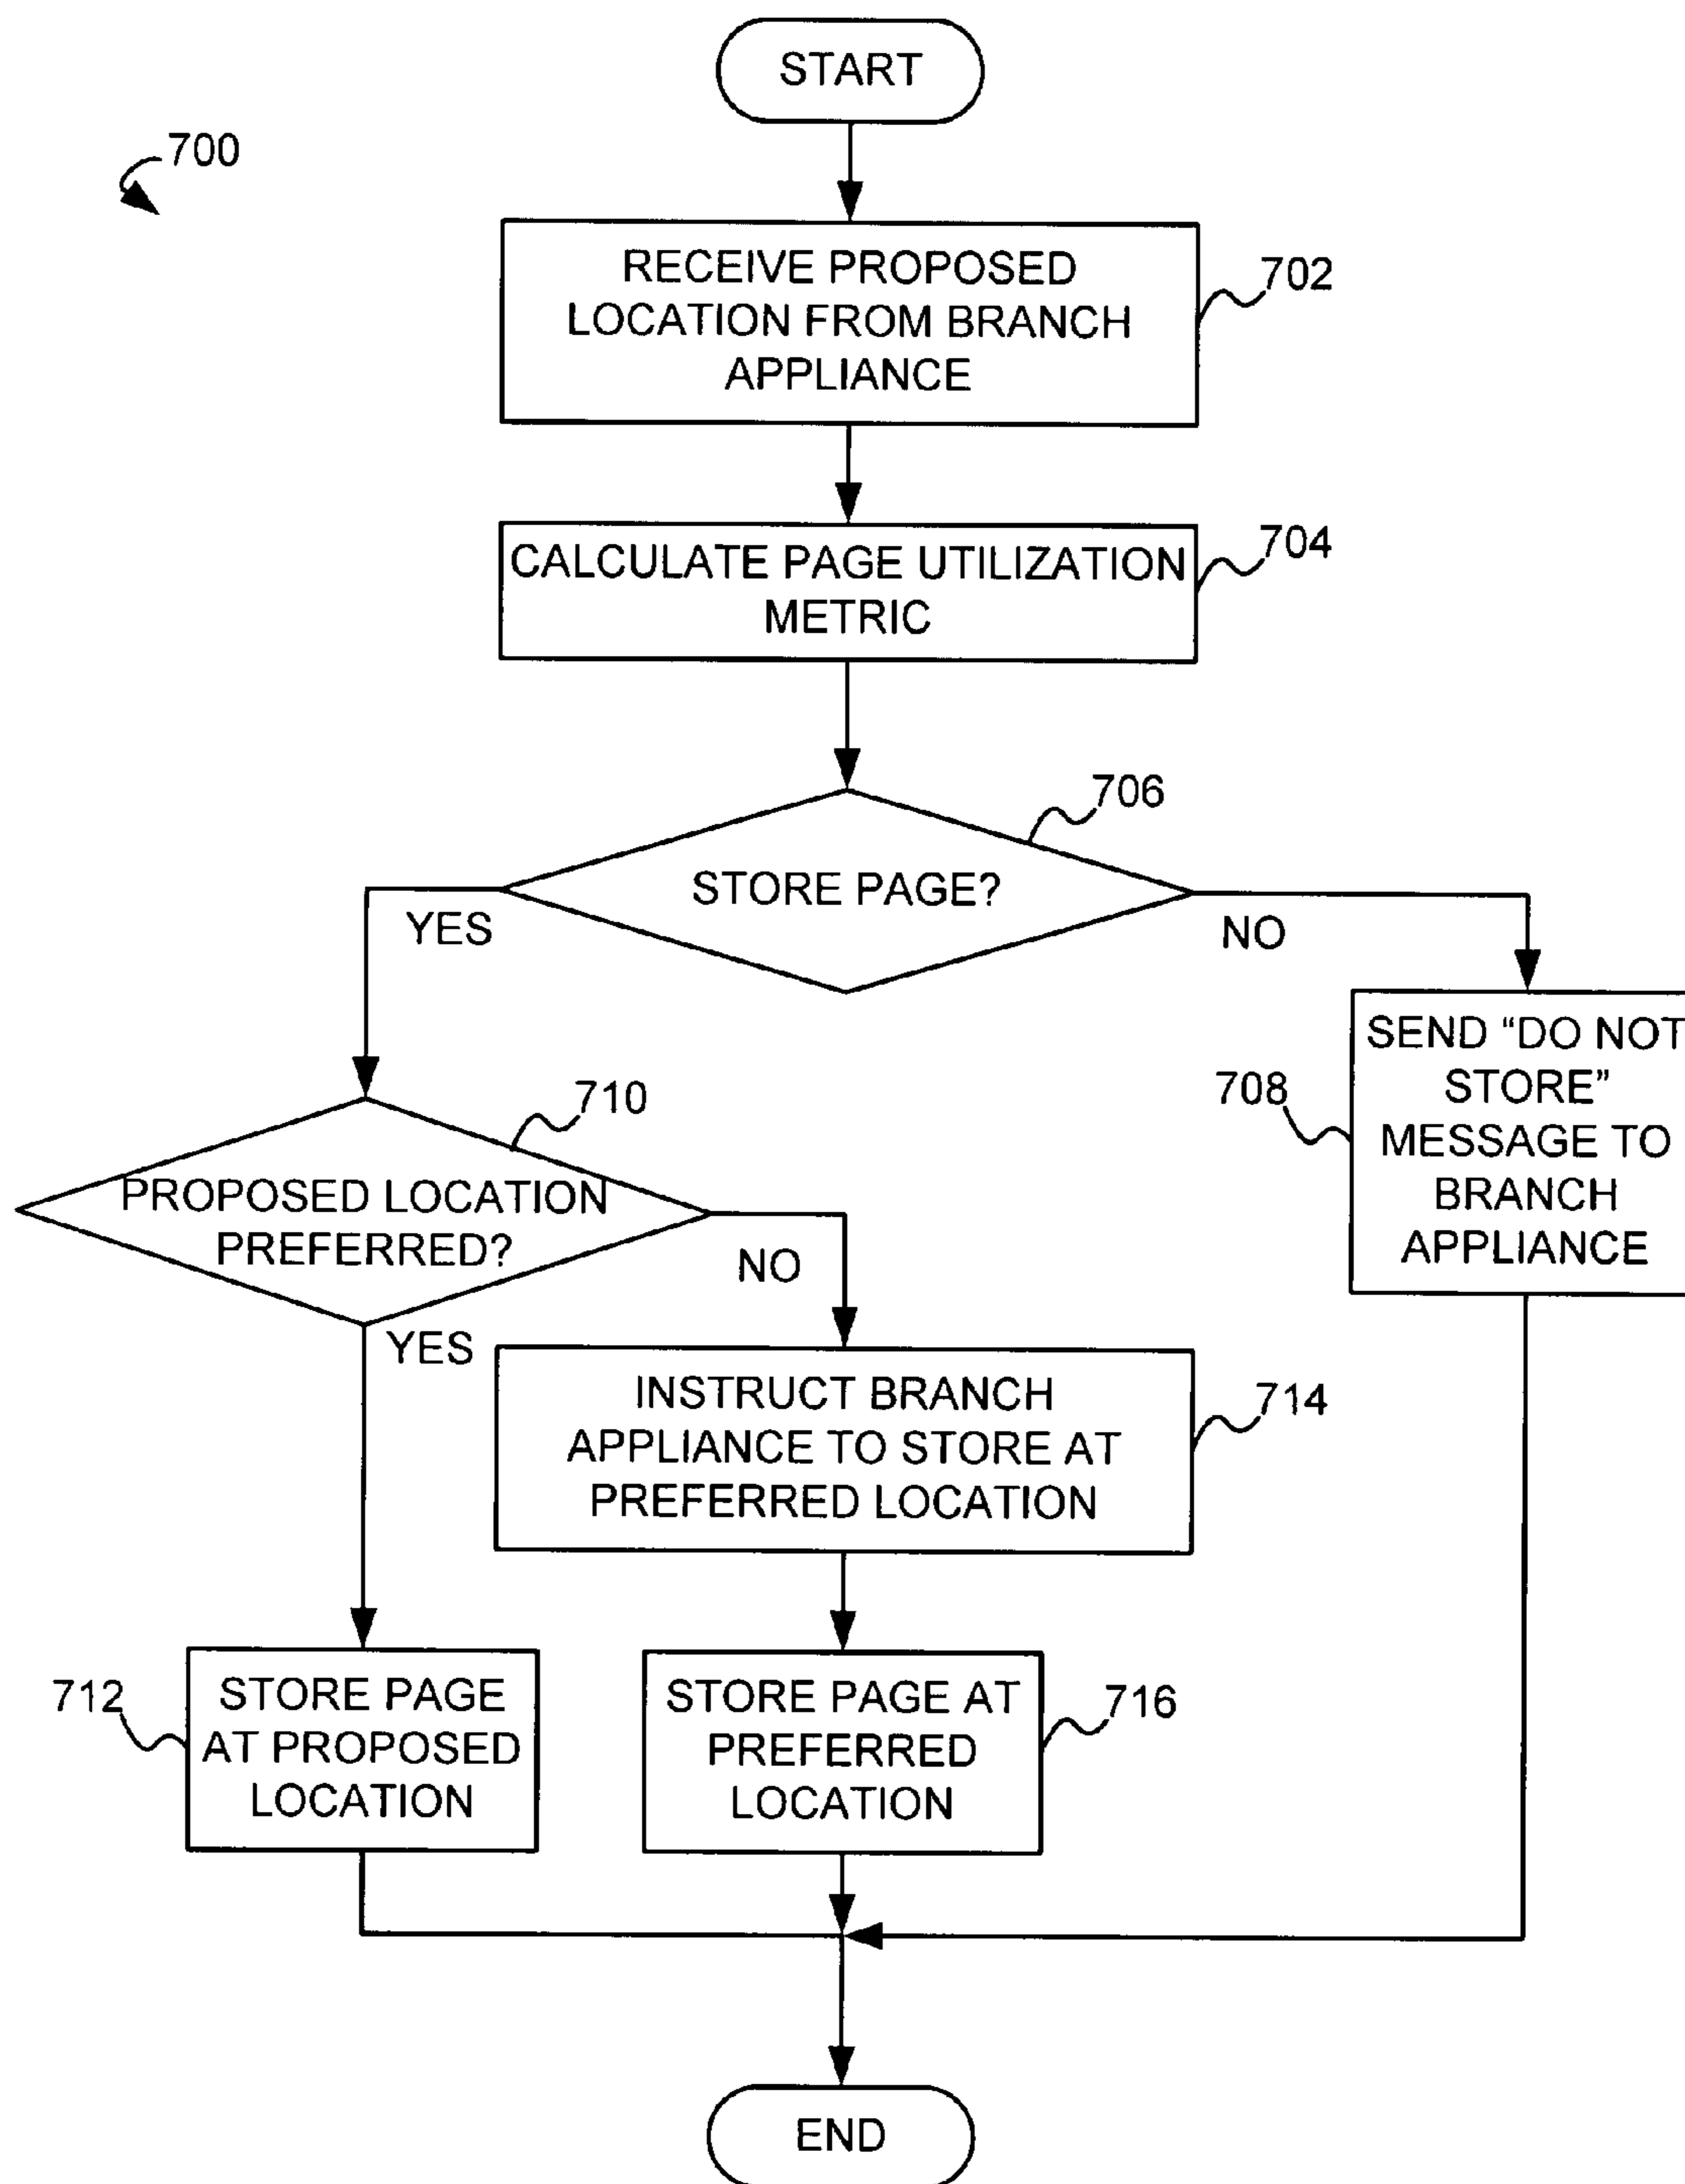 START
700
RECEIVE PROPOSED
LOCATION FROM BRANCH
APPLIANCE
702
CALCULATE PAGE UTILIZATION
METRIC
704
706
STORE PAGE?
YES
NO
710
PROPOSED LOCATION
PREFERRED?
NO
YES
708
SEND “DO NOT
STORE”
MESSAGE TO
BRANCH
APPLIANCE
INSTRUCT BRANCH
APPLIANCE TO STORE AT
PREFERRED LOCATION
714
712
STORE PAGE
AT PROPOSED
LOCATION
STORE PAGE AT
PREFERRED
LOCATION
716
END